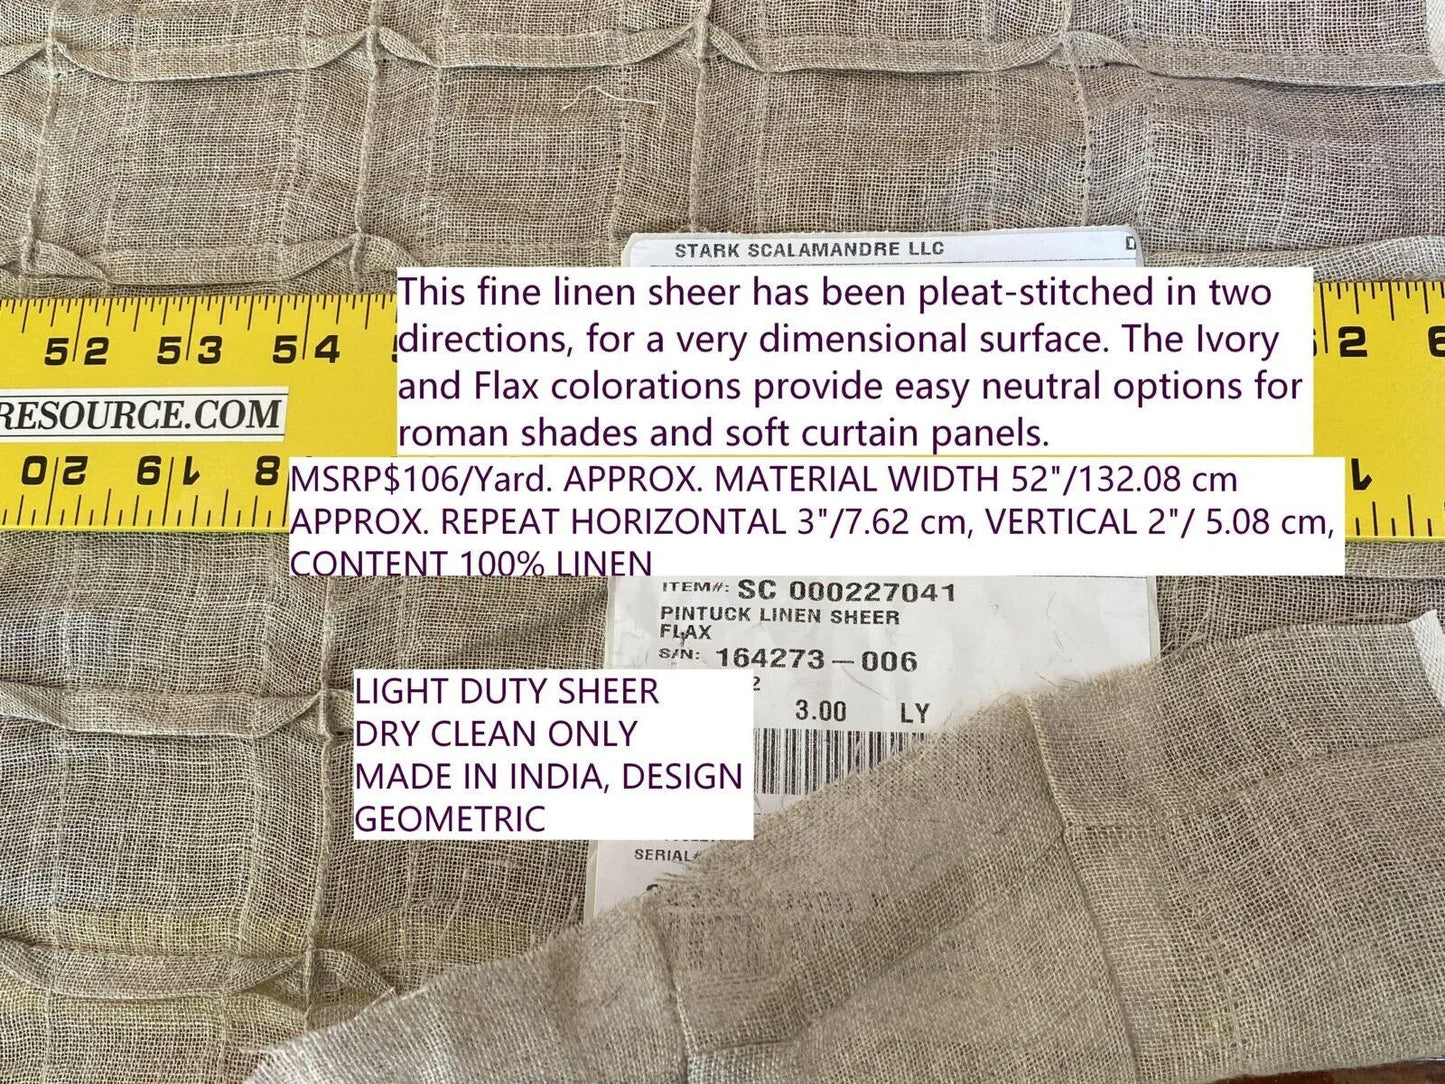 STARK SCALAMANDRE LLC
This fine linen sheer has been pleat-stitched in two
directions, for a very dimensional surface. The Ivory
and Flax colorations provide easy neutral options for
roman shades and soft curtain panels.
52 53 54
62
RESOURCE.COM
MSRP$106/Yard. APPROX. MATERIAL WIDTH 52"/132.08 cm
APPROX. REPEAT HORIZONTAL 3"/7.62 cm, VERTICAL 2"/ 5.08 cm,
CONTENT 100% LINEN
20 19 18
ITEM#: SC 000227041
PINTUCK LINEN SHEER
FLAX
S/N: 164273-006
3.00 LY
LIGHT DUTY SHEER
DRY CLEAN ONLY
MADE IN INDIA, DESIGN
GEOMETRIC
SERIAL#